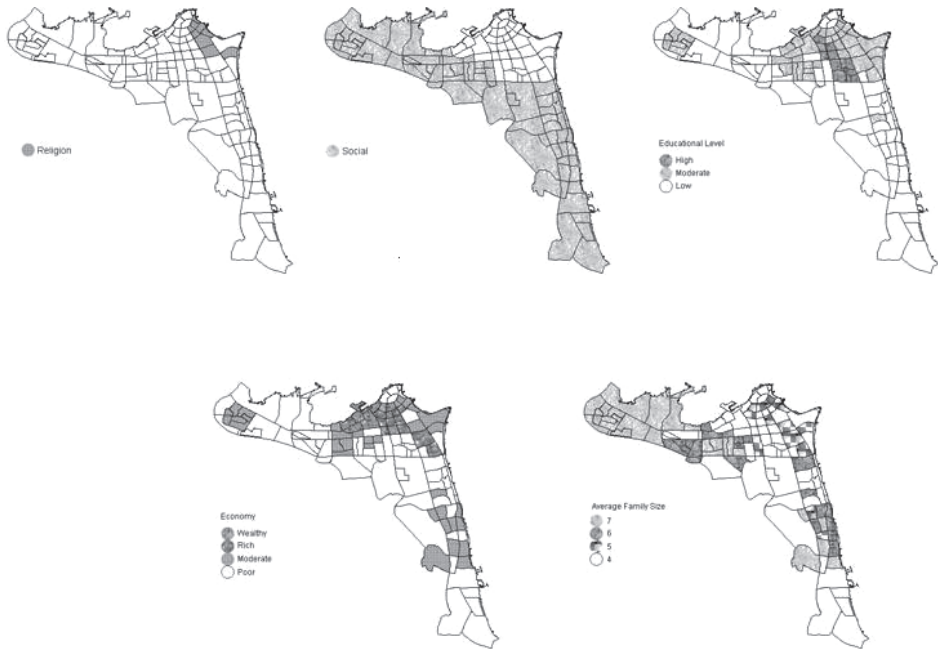 Religion
Social
Educational Level
High
Moderate
Low
Economy
Wealthy
Rich
Moderate
Poor
Average Family Size
7
6
5
4